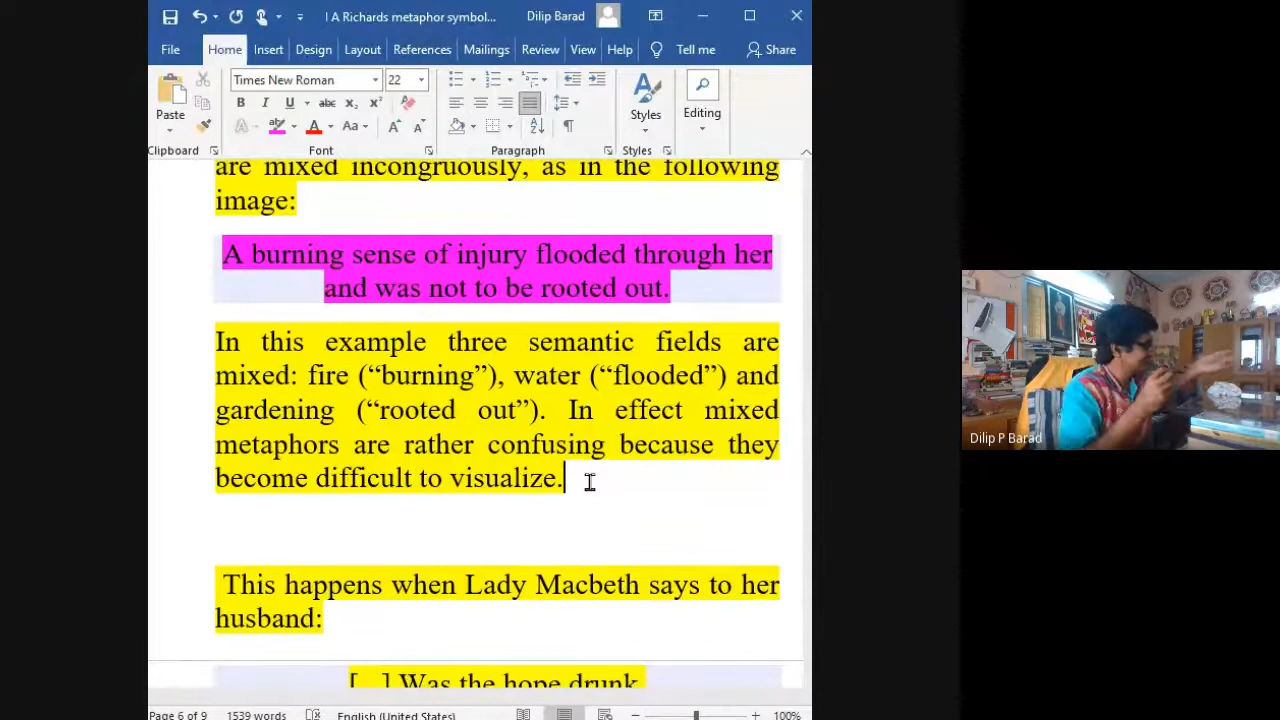 I A Richards metaphor symbol...
Dilip Barad
File
Home
Insert
Design
Layout
References
Mailings
Review
View
Help
Tell me
Share
Paste
Times New Roman
22
Styles
Editing
Clipboard
Font
Paragraph
Styles
are mixed incongruously, as in the following
image:
A burning sense of injury flooded through her
and was not to be rooted out.
In this example three semantic fields are
mixed: fire (“burning”), water (“flooded”) and
gardening (“rooted out”). In effect mixed
metaphors are rather confusing because they
become difficult to visualize.
This happens when Lady Macbeth says to her
husband:
[...] Was the hope drunk
Page 6 of 9
1539 words
English (United States)
100%
Dilip P Barad